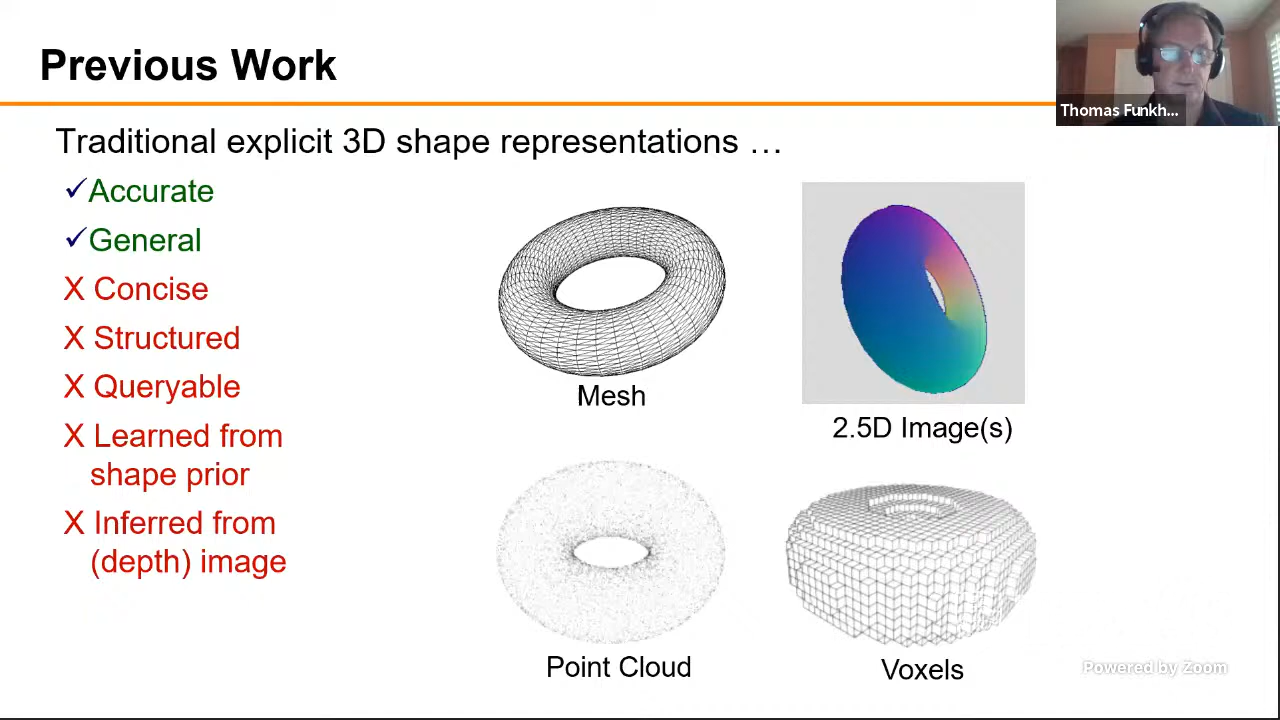 Previous Work
Thomas Funkh...
Traditional explicit 3D shape representations …
✓Accurate
✓General
X Concise
X Structured
X Queryable
X Learned from
shape prior
X Inferred from
(depth) image
Mesh
2.5D Image(s)
Point Cloud
Voxels
Powered by Zoom